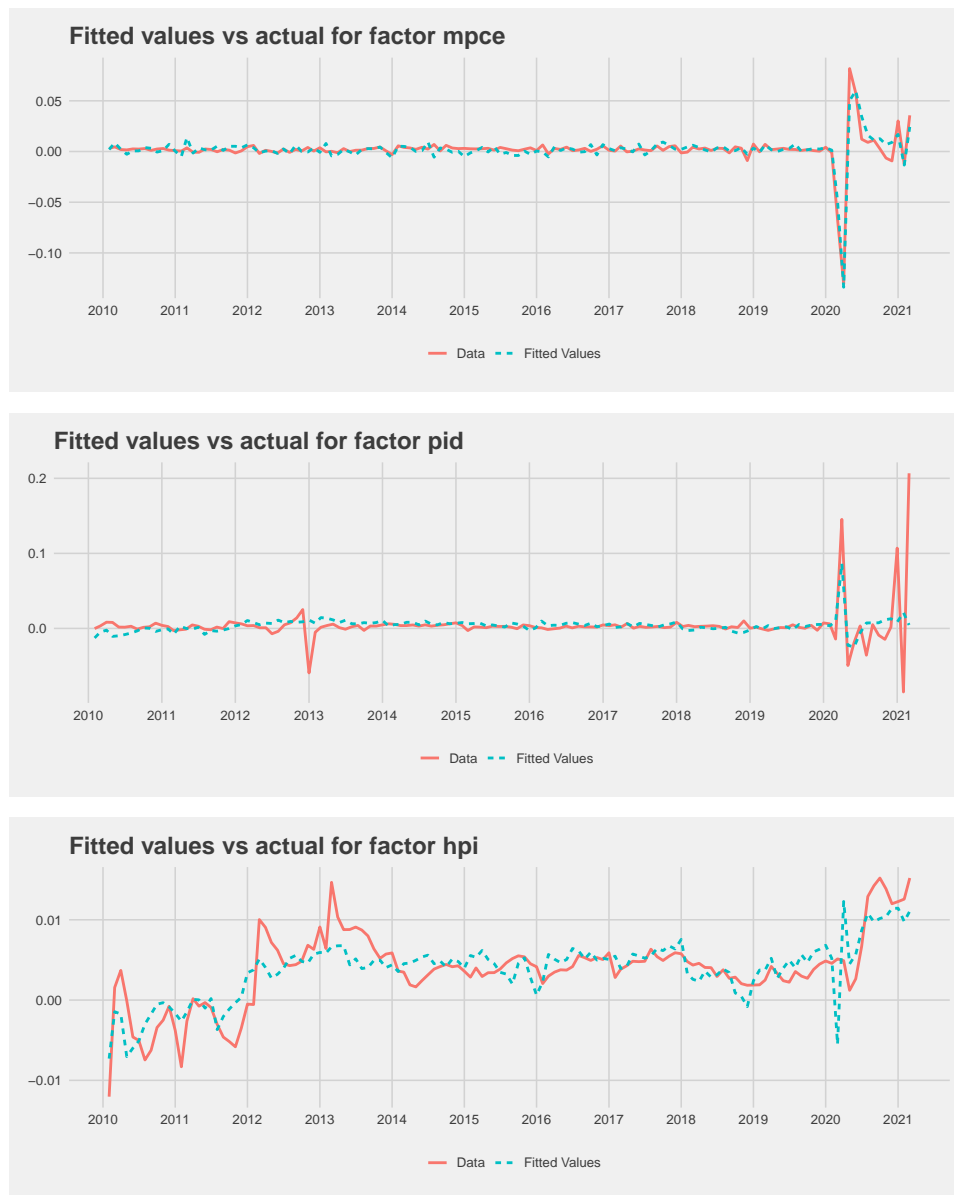 Fitted values vs actual for factor mpce
0.05
0.00
−0.05
−0.10
2010 2011 2012 2013 2014 2015 2016 2017 2018 2019 2020 2021
Data Fitted Values
Fitted values vs actual for factor pid
0.2
0.1
0.0
2010 2011 2012 2013 2014 2015 2016 2017 2018 2019 2020 2021
Data Fitted Values
Fitted values vs actual for factor hpi
0.01
0.00
−0.01
2010 2011 2012 2013 2014 2015 2016 2017 2018 2019 2020 2021
Data Fitted Values